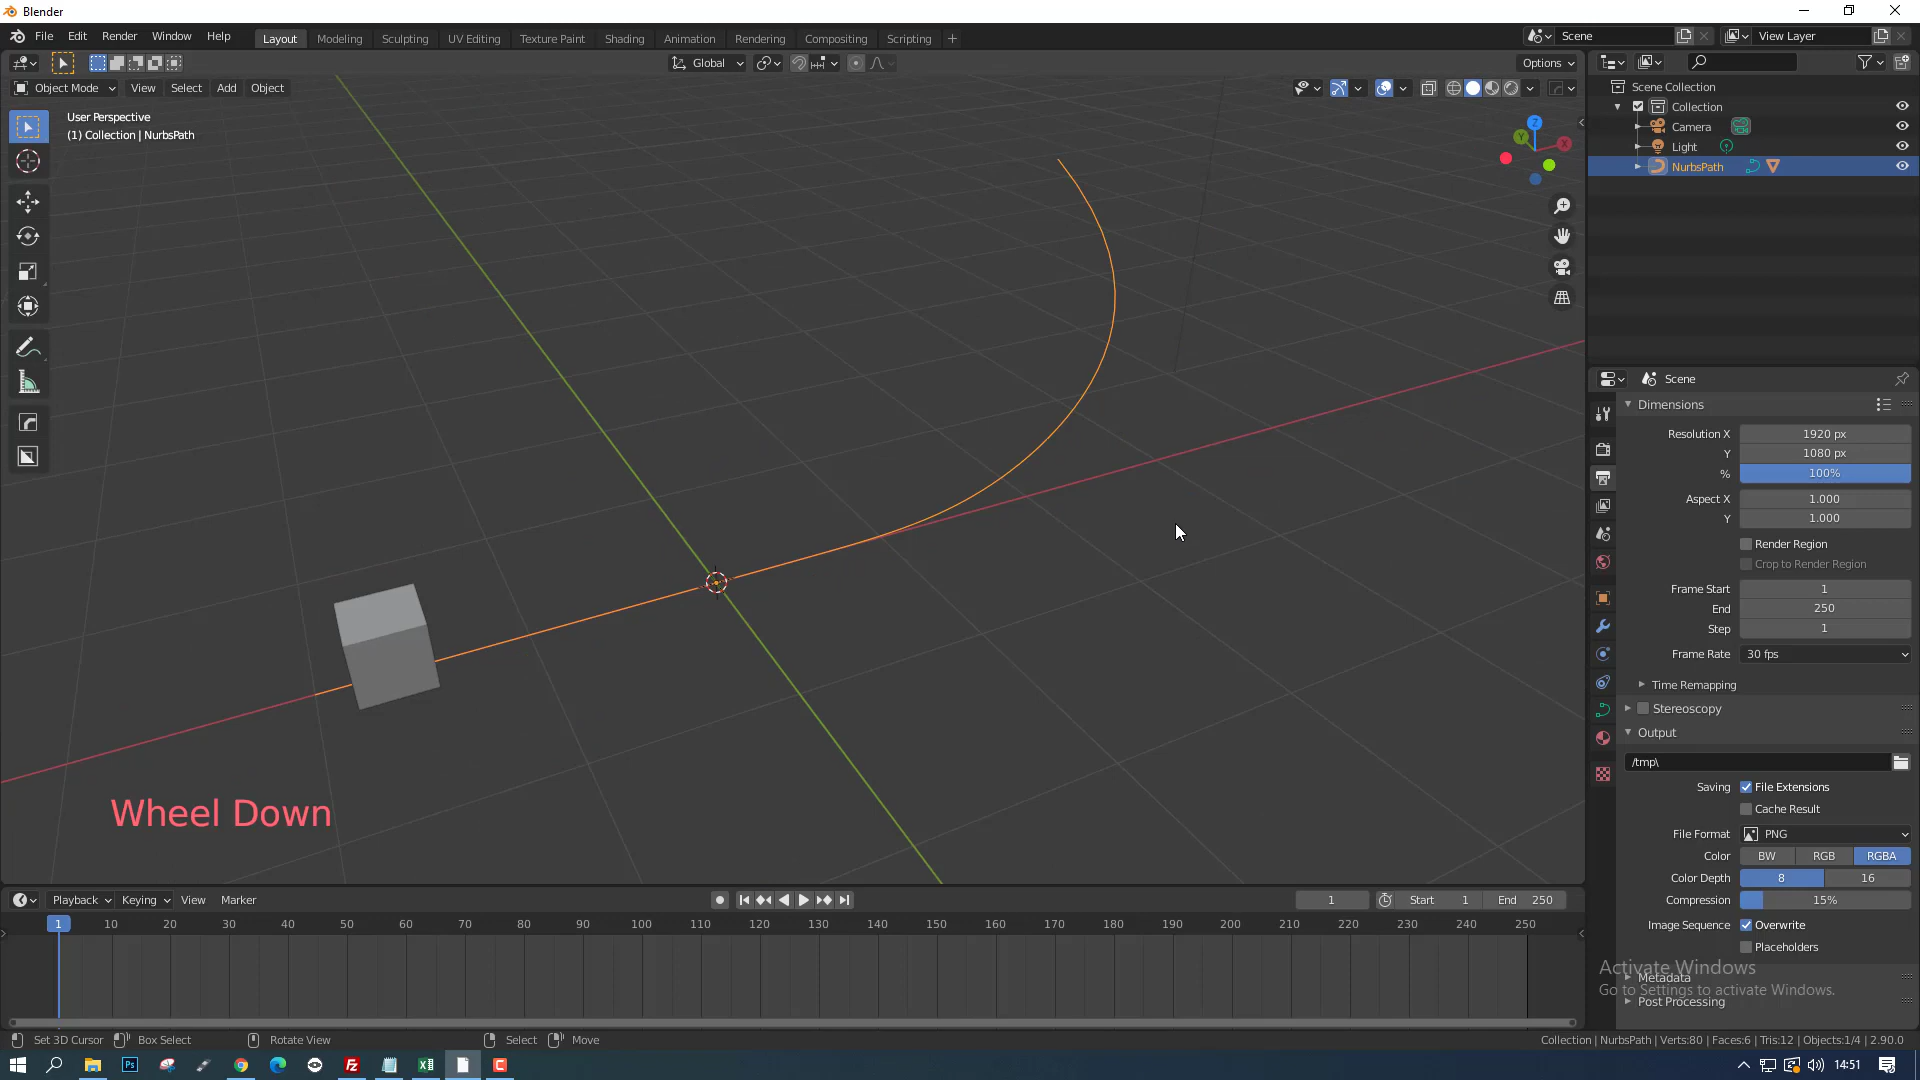 Blender
File Edit Render Window Help
Layout Modeling Sculpting UV Editing Texture Paint Shading Animation Rendering Compositing Scripting +
Scene
View Layer
Global
Options
Object Mode View Select Add Object
User Perspective
(1) Collection | NurbsPath
Z
Y
X
Scene Collection
Collection
Camera
Light
NurbsPath
Scene
Dimensions
Resolution X 1920 px
Y 1080 px
% 100%
Aspect X 1.000
Y 1.000
Render Region
Crop to Render Region
Frame Start 1
End 250
Step 1
Frame Rate 30 fps
Time Remapping
Stereoscopy
Output
/tmp\
Saving File Extensions
Cache Result
File Format PNG
Color BW RGB RGBA
Color Depth 8 16
Compression 15%
Image Sequence Overwrite
Placeholders
Metadata
Post Processing
Activate Windows
Go to Settings to activate Windows.
Wheel Down
Playback Keying View Marker
1 Start 1 End 250
1 10 20 30 40 50 60 70 80 90 100 110 120 130 140 150 160 170 180 190 200 210 220 230 240 250
Set 3D Cursor Box Select Rotate View Select Move
Collection | NurbsPath | Verts:80 | Faces:6 | Tris:12 | Objects:1/4 | 2.90.0
Ps
Fz
14:51